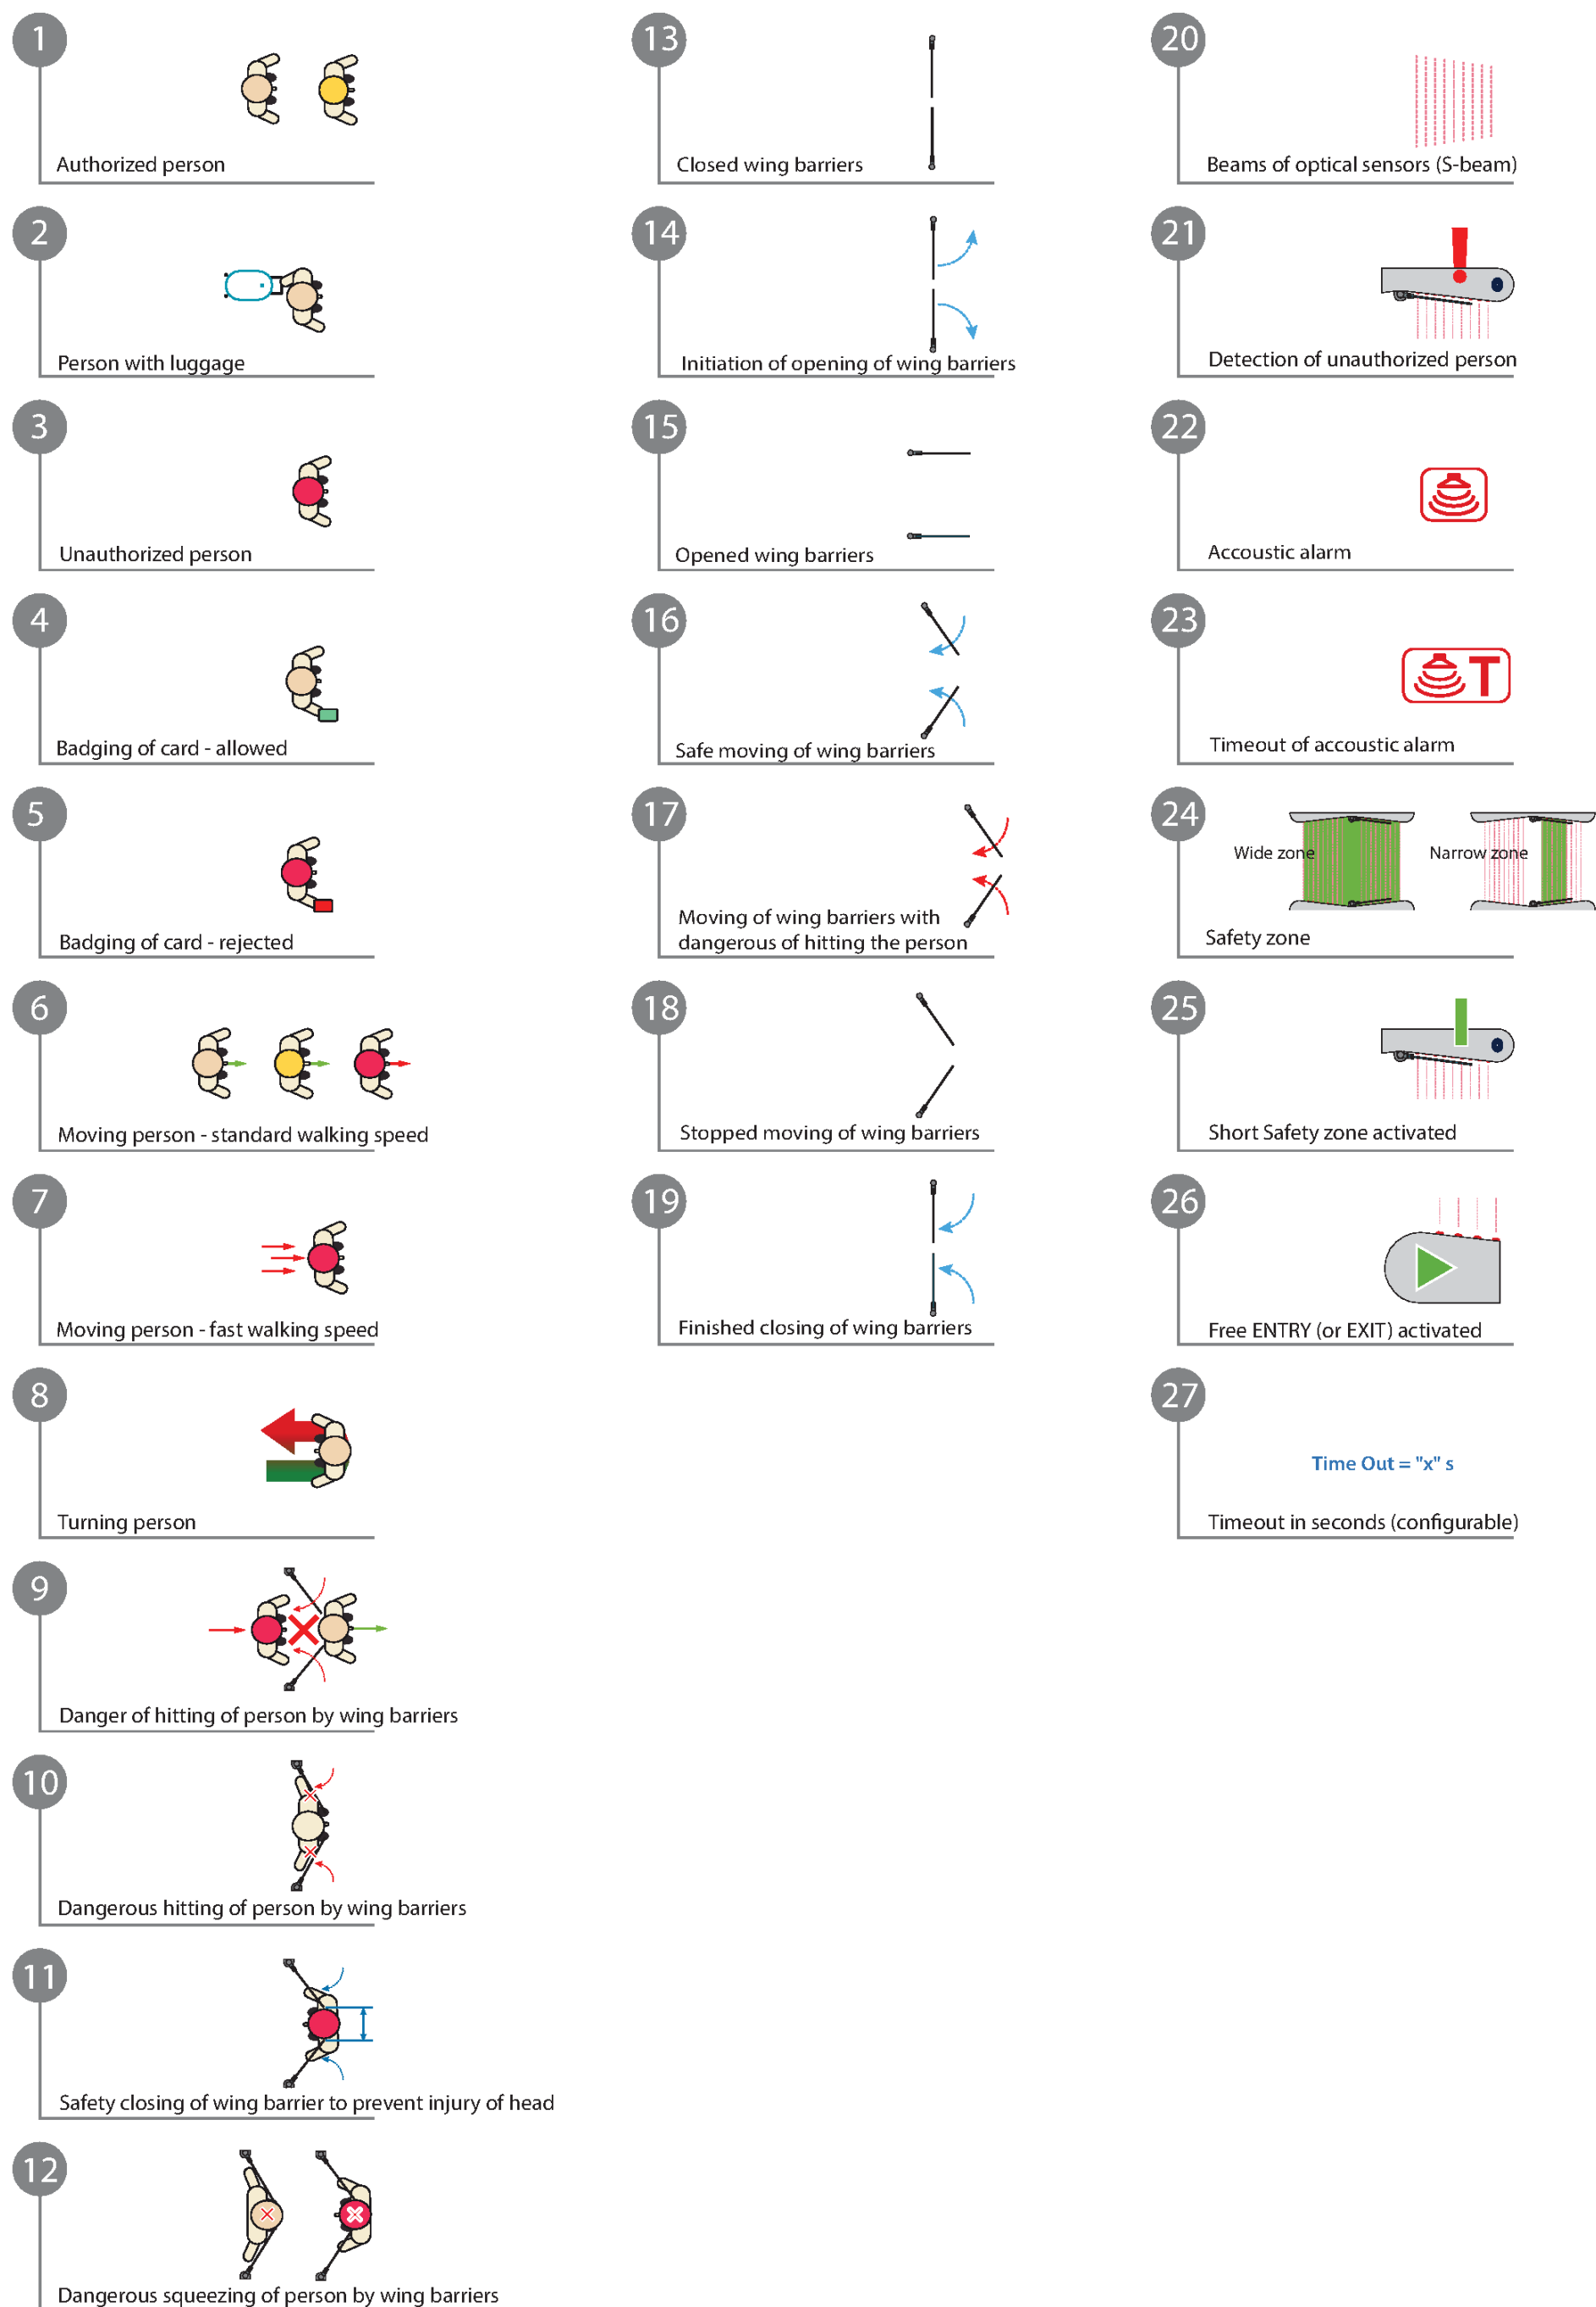 1
Authorized person
2
Person with luggage
3
Unauthorized person
4
Badging of card - allowed
5
Badging of card - rejected
6
Moving person - standard walking speed
7
Moving person - fast walking speed
8
Turning person
9
Danger of hitting of person by wing barriers
10
Dangerous hitting of person by wing barriers
11
Safety closing of wing barrier to prevent injury of head
12
Dangerous squeezing of person by wing barriers
13
Closed wing barriers
14
Initiation of opening of wing barriers
15
Opened wing barriers
16
Safe moving of wing barriers
17
Moving of wing barriers with
dangerous of hitting the person
18
Stopped moving of wing barriers
19
Finished closing of wing barriers
20
Beams of optical sensors (S-beam)
21
Detection of unauthorized person
22
Accoustic alarm
23
T
Timeout of accoustic alarm
24
Wide zone
Narrow zone
Safety zone
25
Short Safety zone activated
26
Free ENTRY (or EXIT) activated
27
Time Out = "x" s
Timeout in seconds (configurable)